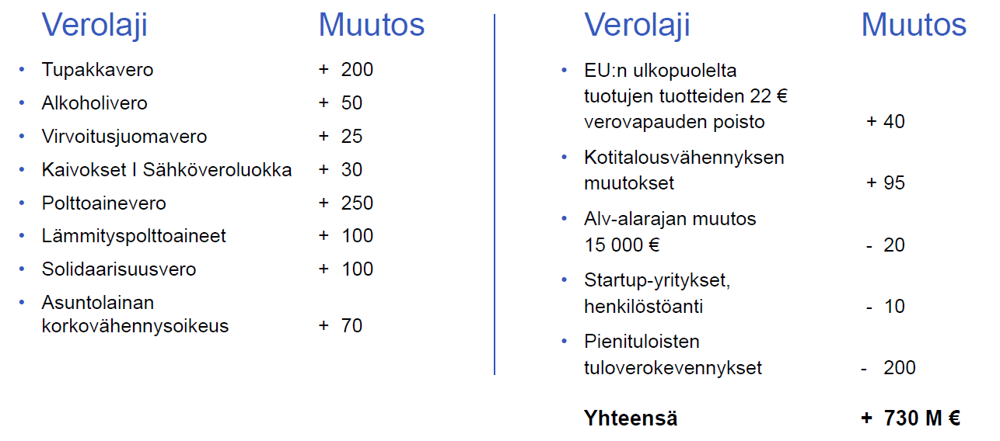 Verolaji Muutos
• Tupakkavero + 200
• Alkoholivero + 50
• Virvoitusjuomavero + 25
• Kaivokset I Sähköveroluokka + 30
• Polttoainevero + 250
• Lämmityspolttoaineet + 100
• Solidaarisuusvero + 100
• Asuntolainan
korkovähennysoikeus + 70
Verolaji Muutos
• EU:n ulkopuolelta
tuotujen tuotteiden 22 €
verovapauden poisto + 40
• Kotitalousvähennyksen
muutokset + 95
• Alv-alarajan muutos
15 000 € - 20
• Startup-yritykset,
henkilöstöanti - 10
• Pienituloisten
tuloverokevennykset - 200
Yhteensä + 730 M €